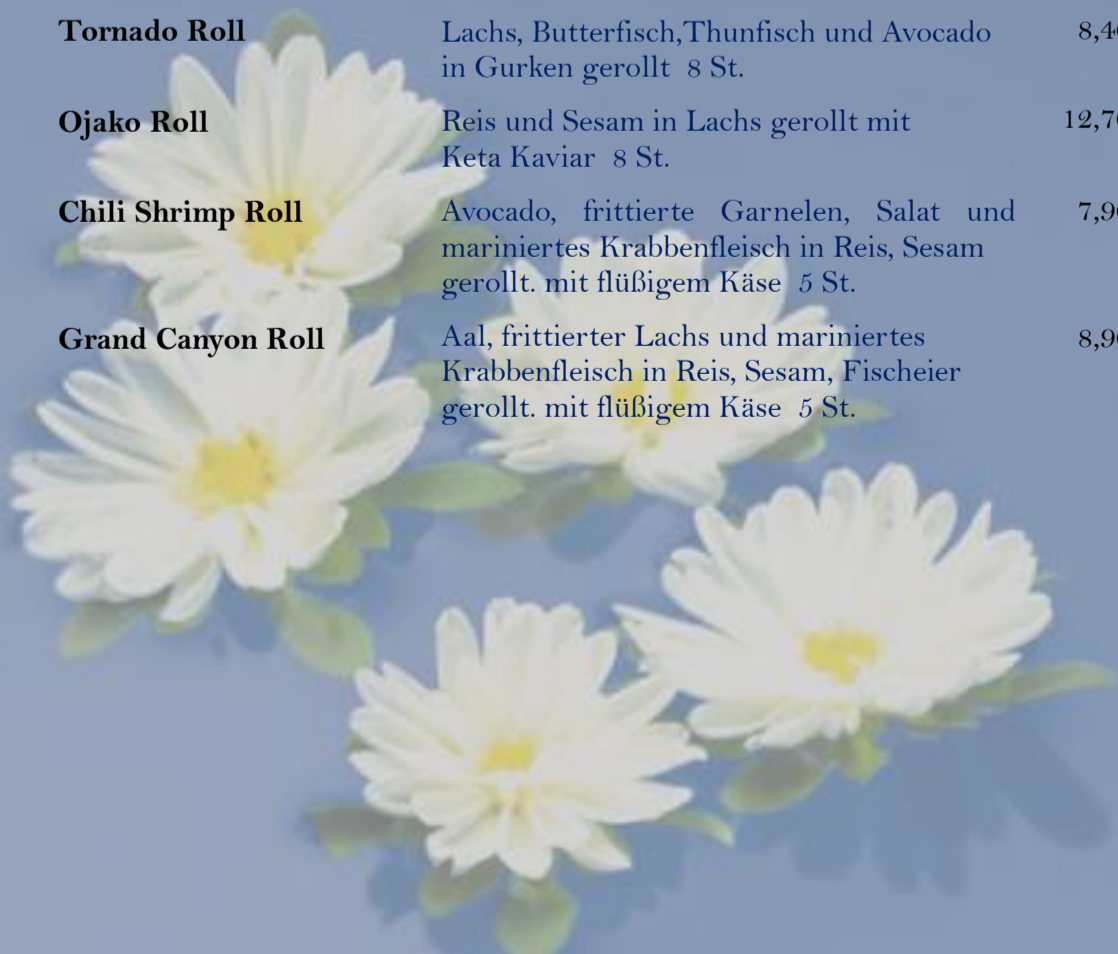 Tornado Roll Lachs, Butterfisch,Thunfisch und Avocado
in Gurken gerollt 8 St.
Ojako Roll Reis und Sesam in Lachs gerollt mit
Keta Kaviar 8 St.
Chili Shrimp Roll Avocado, frittierte Garnelen, Salat und
mariniertes Krabbenfleisch in Reis, Sesam
gerollt. mit flüßigem Käse 5 St.
Grand Canyon Roll Aal, frittierter Lachs und mariniertes
Krabbenfleisch in Reis, Sesam, Fischeier
gerollt. mit flüßigem Käse 5 St.